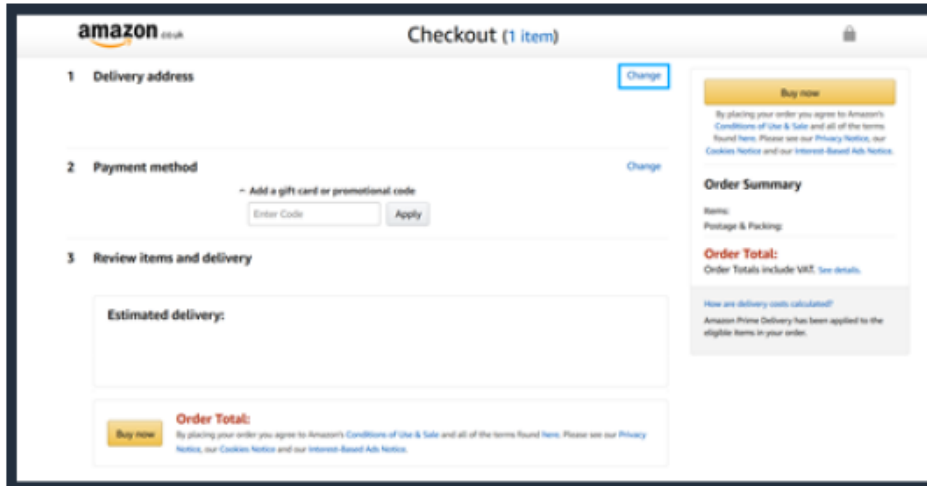 amazon.co.uk
Checkout (1 item)
1 Delivery address
Change
2 Payment method
Change
Add a gift card or promotional code
Enter Code
Apply
3 Review items and delivery
Estimated delivery:
Buy now
Order Total:
By placing your order you agree to Amazon's Conditions of Use & Sale and all of the terms found here. Please see our Privacy
Notice, our Cookies Notice and our Interest-Based Ads Notice.
Buy now
By placing your order you agree to Amazon's
Conditions of Use & Sale and all of the terms
found here. Please see our Privacy Notice, our
Cookies Notice and our Interest-Based Ads Notice.
Order Summary
Items:
Postage & Packing:
Order Total:
Order Totals include VAT. See details.
How are delivery costs calculated?
Amazon Prime Delivery has been applied to the
eligible items in your order.